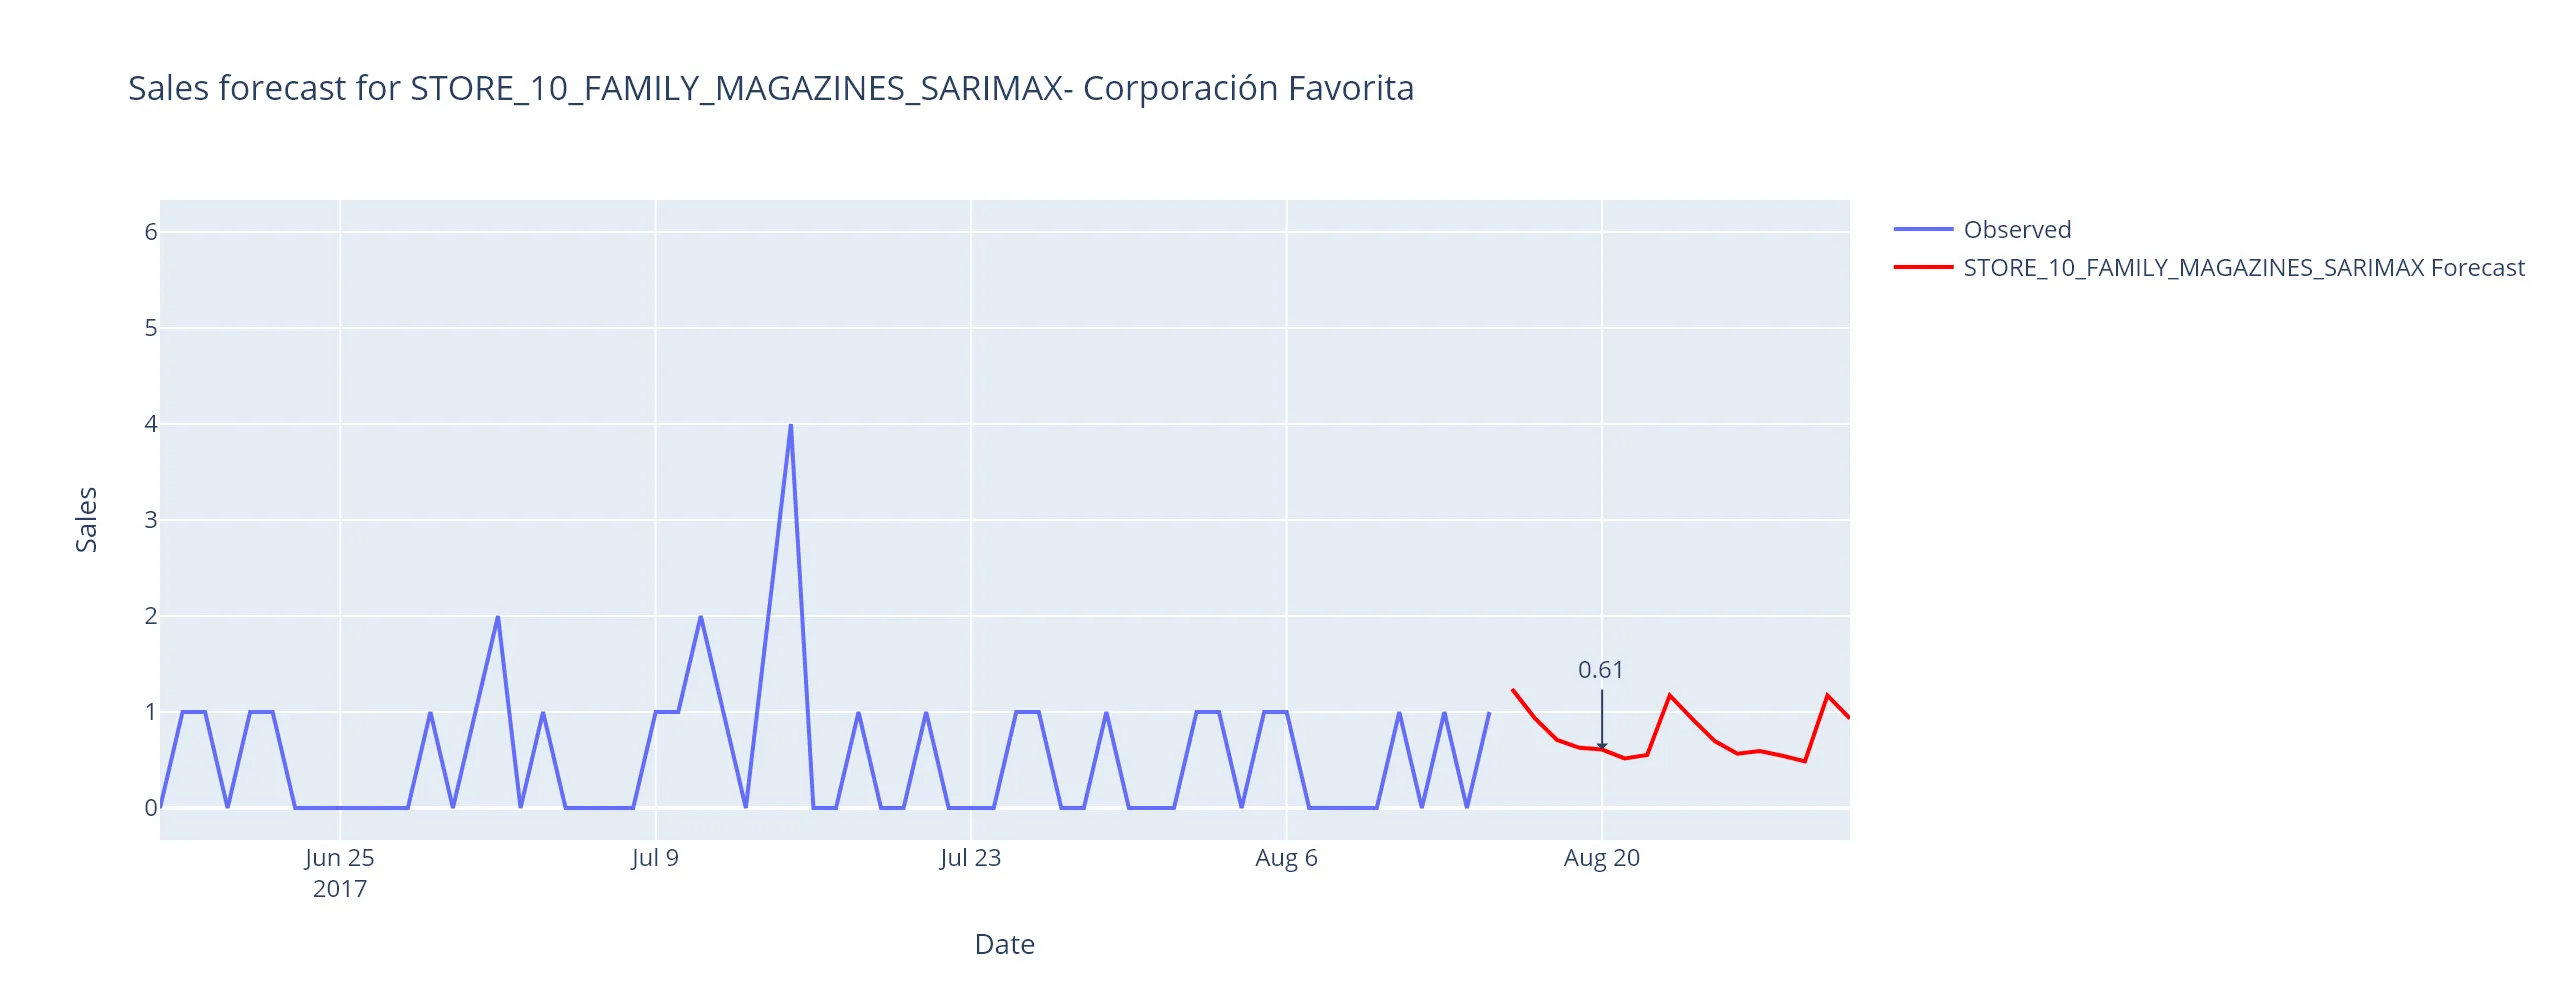 Sales forecast for STORE_10_FAMILY_MAGAZINES_SARIMAX- Corporación Favorita
Observed
STORE_10_FAMILY_MAGAZINES_SARIMAX Forecast
6
5
4
3
2
1
0
Sales
0.61
Jun 25
2017
Jul 9
Jul 23
Aug 6
Aug 20
Date